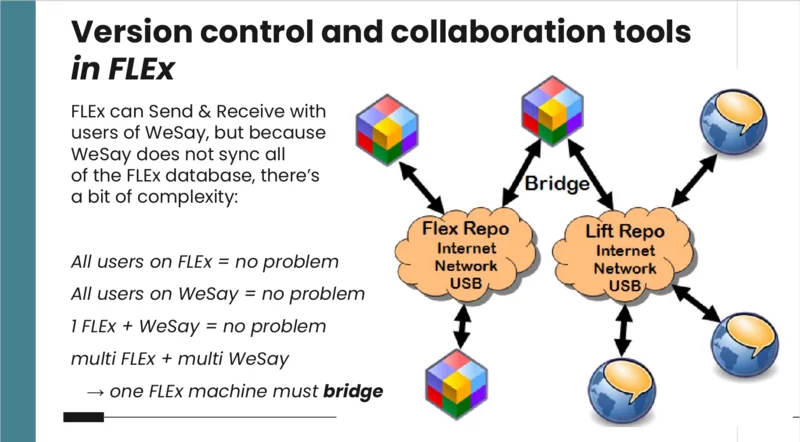 Version control and collaboration tools
in FLEx
FLEx can Send & Receive with
users of WeSay, but because
WeSay does not sync all
of the FLEx database, there's
a bit of complexity:
All users on FLEx = no problem
All users on WeSay = no problem
1 FLEx + WeSay = no problem
multi FLEx + multi WeSay
→ one FLEx machine must bridge
Bridge
Flex Repo
Internet
Network
USB
Lift Repo
Internet
Network
USB